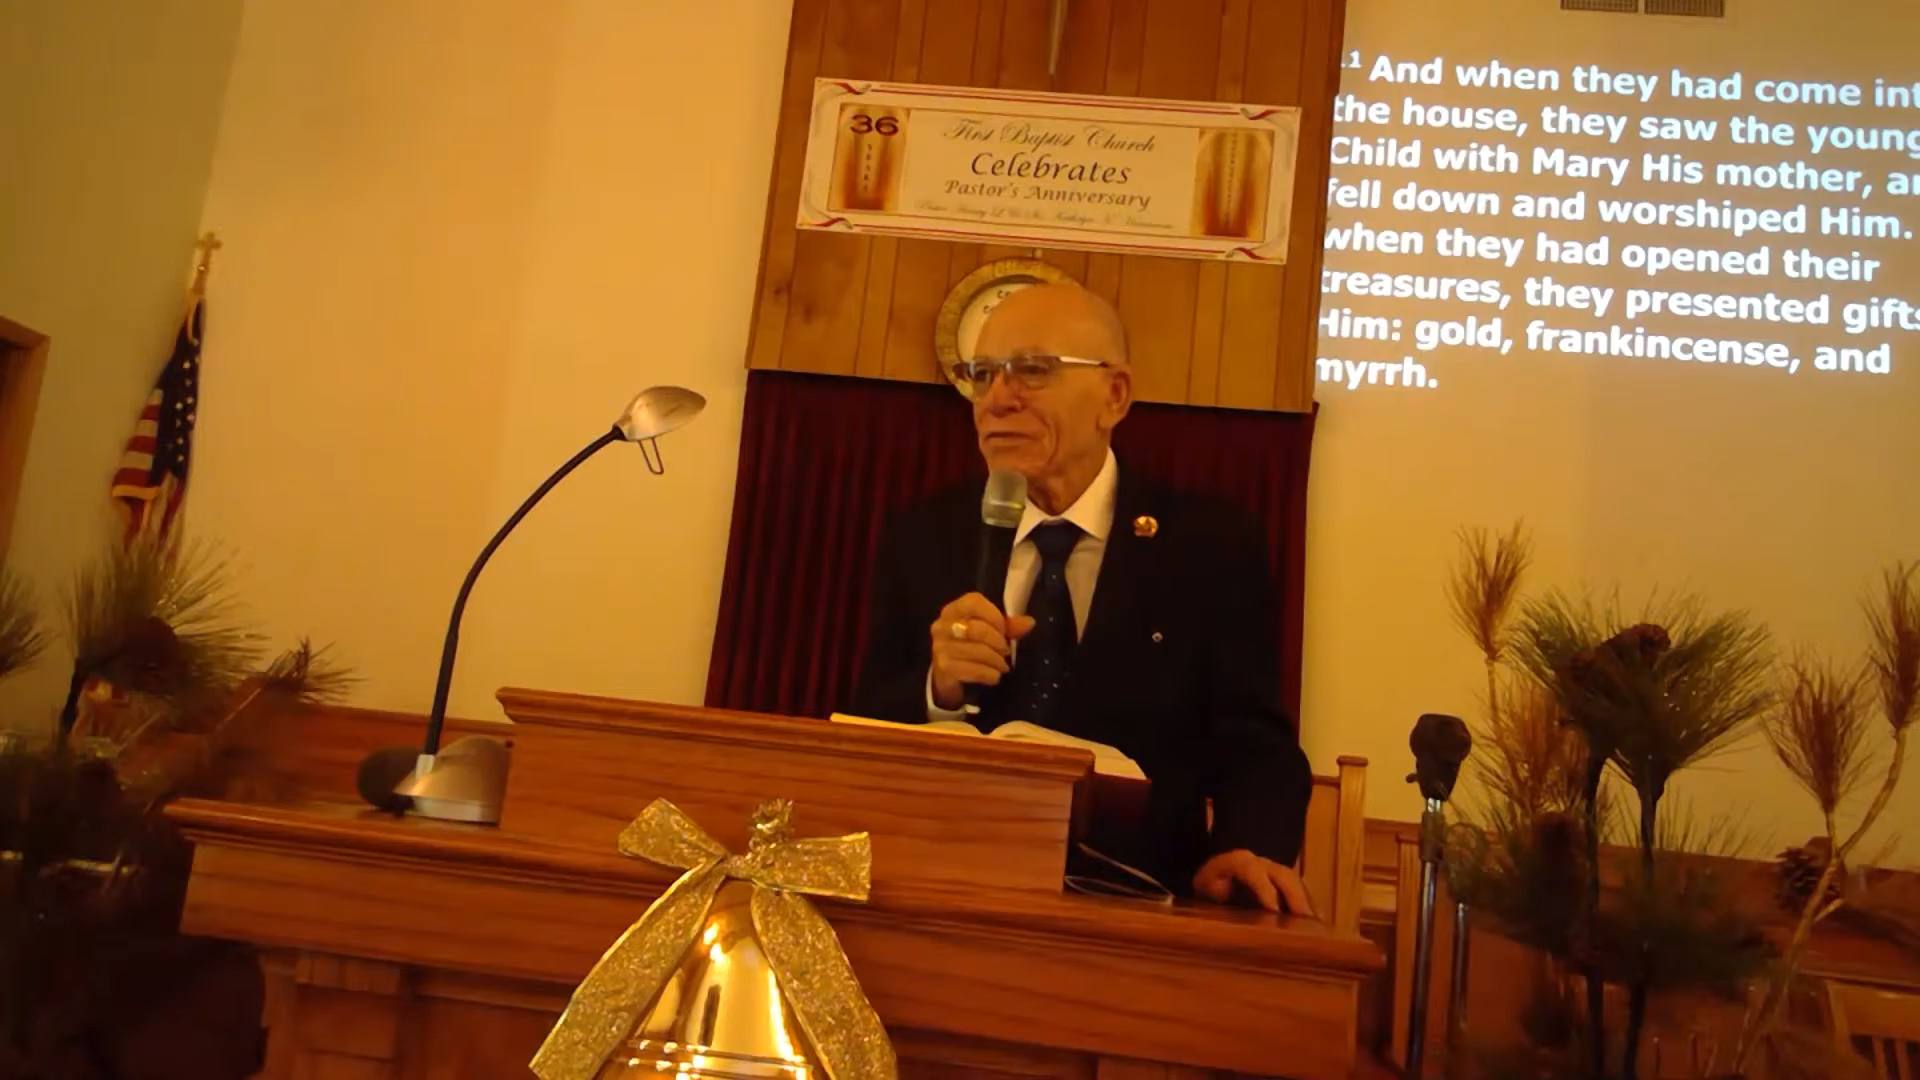 36
YEARS
First Baptist Church
Celebrates
Pastor's Anniversary
11 And when they had come int
the house, they saw the young
Child with Mary His mother, an
fell down and worshiped Him.
when they had opened their
treasures, they presented gifts
Him: gold, frankincense, and
myrrh.